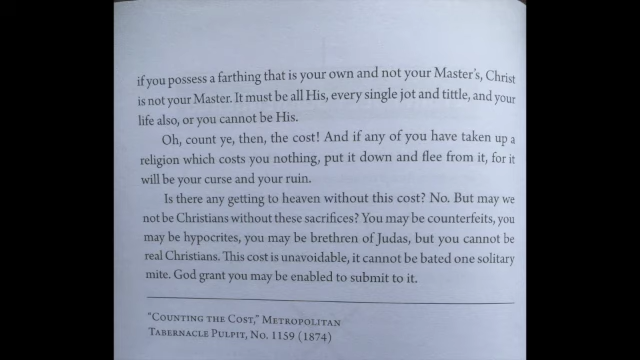 if you possess a farthing that is your own and not your Master's, Christ
is not your Master. It must be all His, every single jot and tittle, and your
life also, or you cannot be His.
Oh, count ye, then, the cost! And if any of you have taken up a
religion which costs you nothing, put it down and flee from it, for it
will be your curse and your ruin.
Is there any getting to heaven without this cost? No. But may we
not be Christians without these sacrifices? You may be counterfeits, you
may be hypocrites, you may be brethren of Judas, but you cannot be
real Christians. This cost is unavoidable, it cannot be bated one solitary
mite. God grant you may be enabled to submit to it.
"Counting the Cost," Metropolitan
Tabernacle Pulpit, No. 1159 (1874)